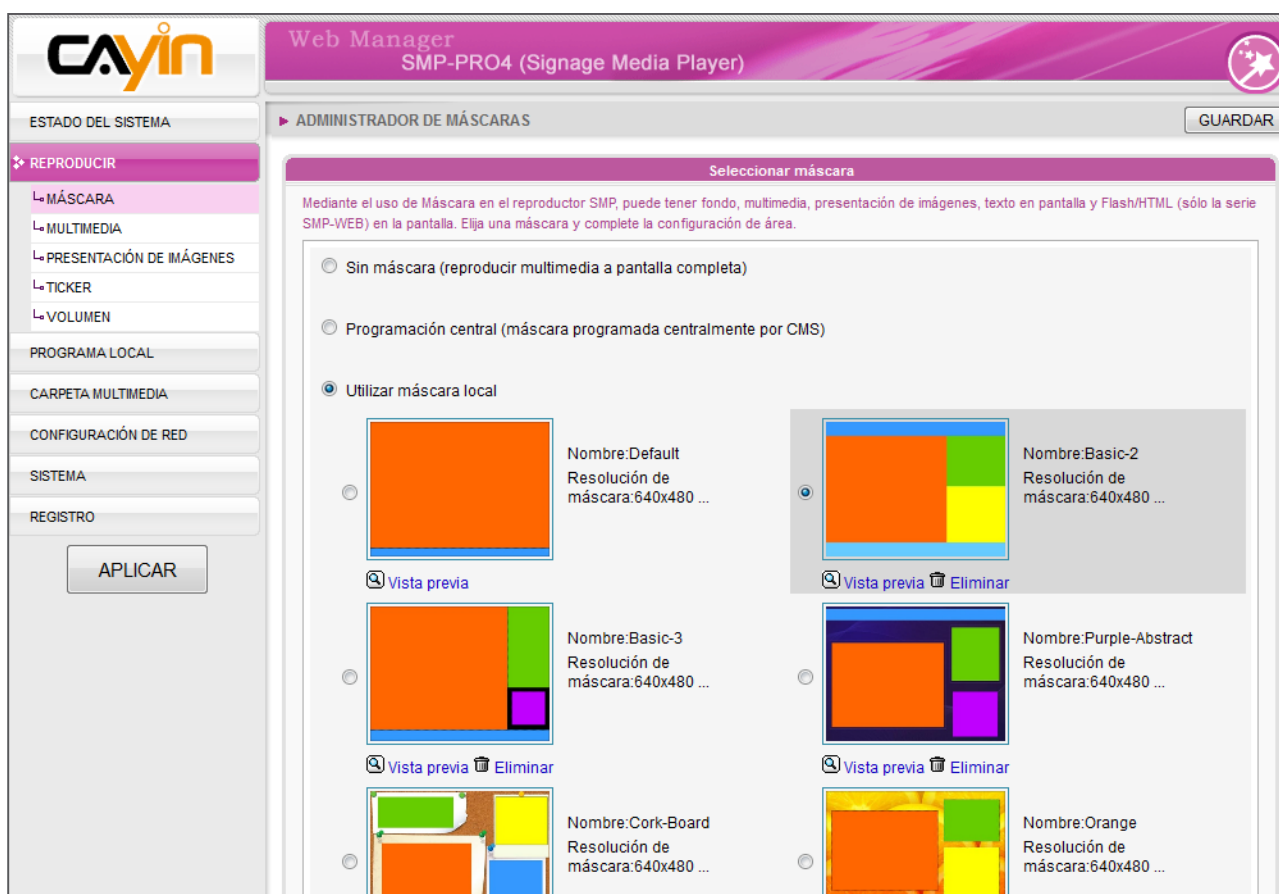 CAYIN
Web Manager
SMP-PRO4 (Signage Media Player)
ESTADO DEL SISTEMA
REPRODUCIR
MÁSCARA
MULTIMEDIA
PRESENTACIÓN DE IMÁGENES
TICKER
VOLUMEN
PROGRAMA LOCAL
CARPETA MULTIMEDIA
CONFIGURACIÓN DE RED
SISTEMA
REGISTRO
APLICAR
ADMINISTRADOR DE MÁSCARAS
GUARDAR
Seleccionar máscara
Mediante el uso de Máscara en el reproductor SMP, puede tener fondo, multimedia, presentación de imágenes, texto en pantalla y Flash/HTML (sólo la serie
SMP-WEB) en la pantalla. Elija una máscara y complete la configuración de área.
Sin máscara (reproducir multimedia a pantalla completa)
Programación central (máscara programada centralmente por CMS)
Utilizar máscara local
Nombre:Default
Resolución de
máscara:640x480 ...
Vista previa
Nombre:Basic-2
Resolución de
máscara:640x480 ...
Vista previa Eliminar
Nombre:Basic-3
Resolución de
máscara:640x480 ...
Vista previa Eliminar
Nombre:Purple-Abstract
Resolución de
máscara:640x480 ...
Vista previa Eliminar
Nombre:Cork-Board
Resolución de
máscara:640x480 ...
Nombre:Orange
Resolución de
máscara:640x480 ...